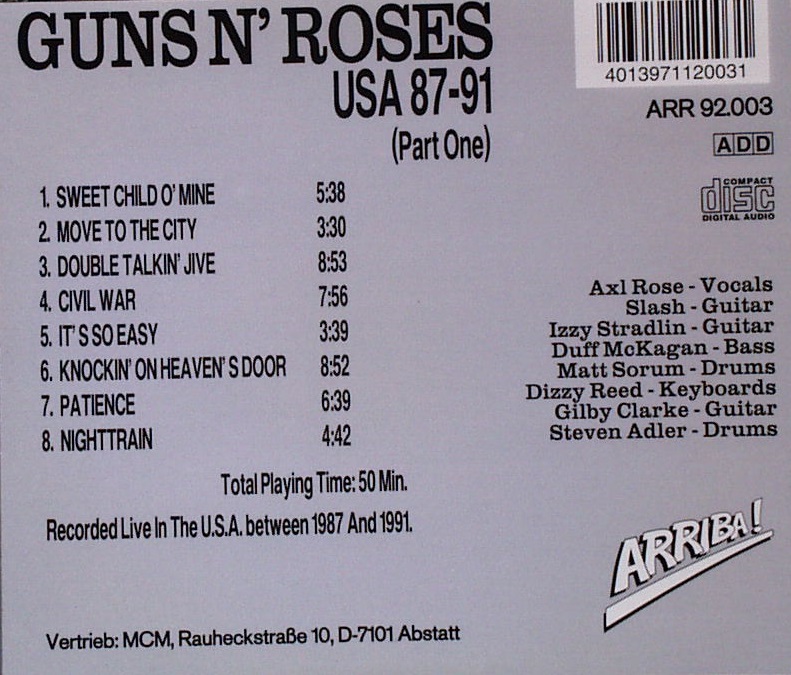 GUNS N' ROSES
USA 87-91
(Part One)
4013971120031
ARR 92.003
ADD
COMPACT
disc
DIGITAL AUDIO
1. SWEET CHILD O' MINE 5:38
2. MOVE TO THE CITY 3:30
3. DOUBLE TALKIN' JIVE 8:53
4. CIVIL WAR 7:56
5. IT'S SO EASY 3:39
6. KNOCKIN' ON HEAVEN'S DOOR 8:52
7. PATIENCE 6:39
8. NIGHTTRAIN 4:42
Total Playing Time: 50 Min.
Recorded Live In The U.S.A. between 1987 And 1991.
Axl Rose - Vocals
Slash - Guitar
Izzy Stradlin - Guitar
Duff McKagan - Bass
Matt Sorum - Drums
Dizzy Reed - Keyboards
Gilby Clarke - Guitar
Steven Adler - Drums
ARRIBA!
Vertrieb: MCM, Rauheckstraße 10, D-7101 Abstatt